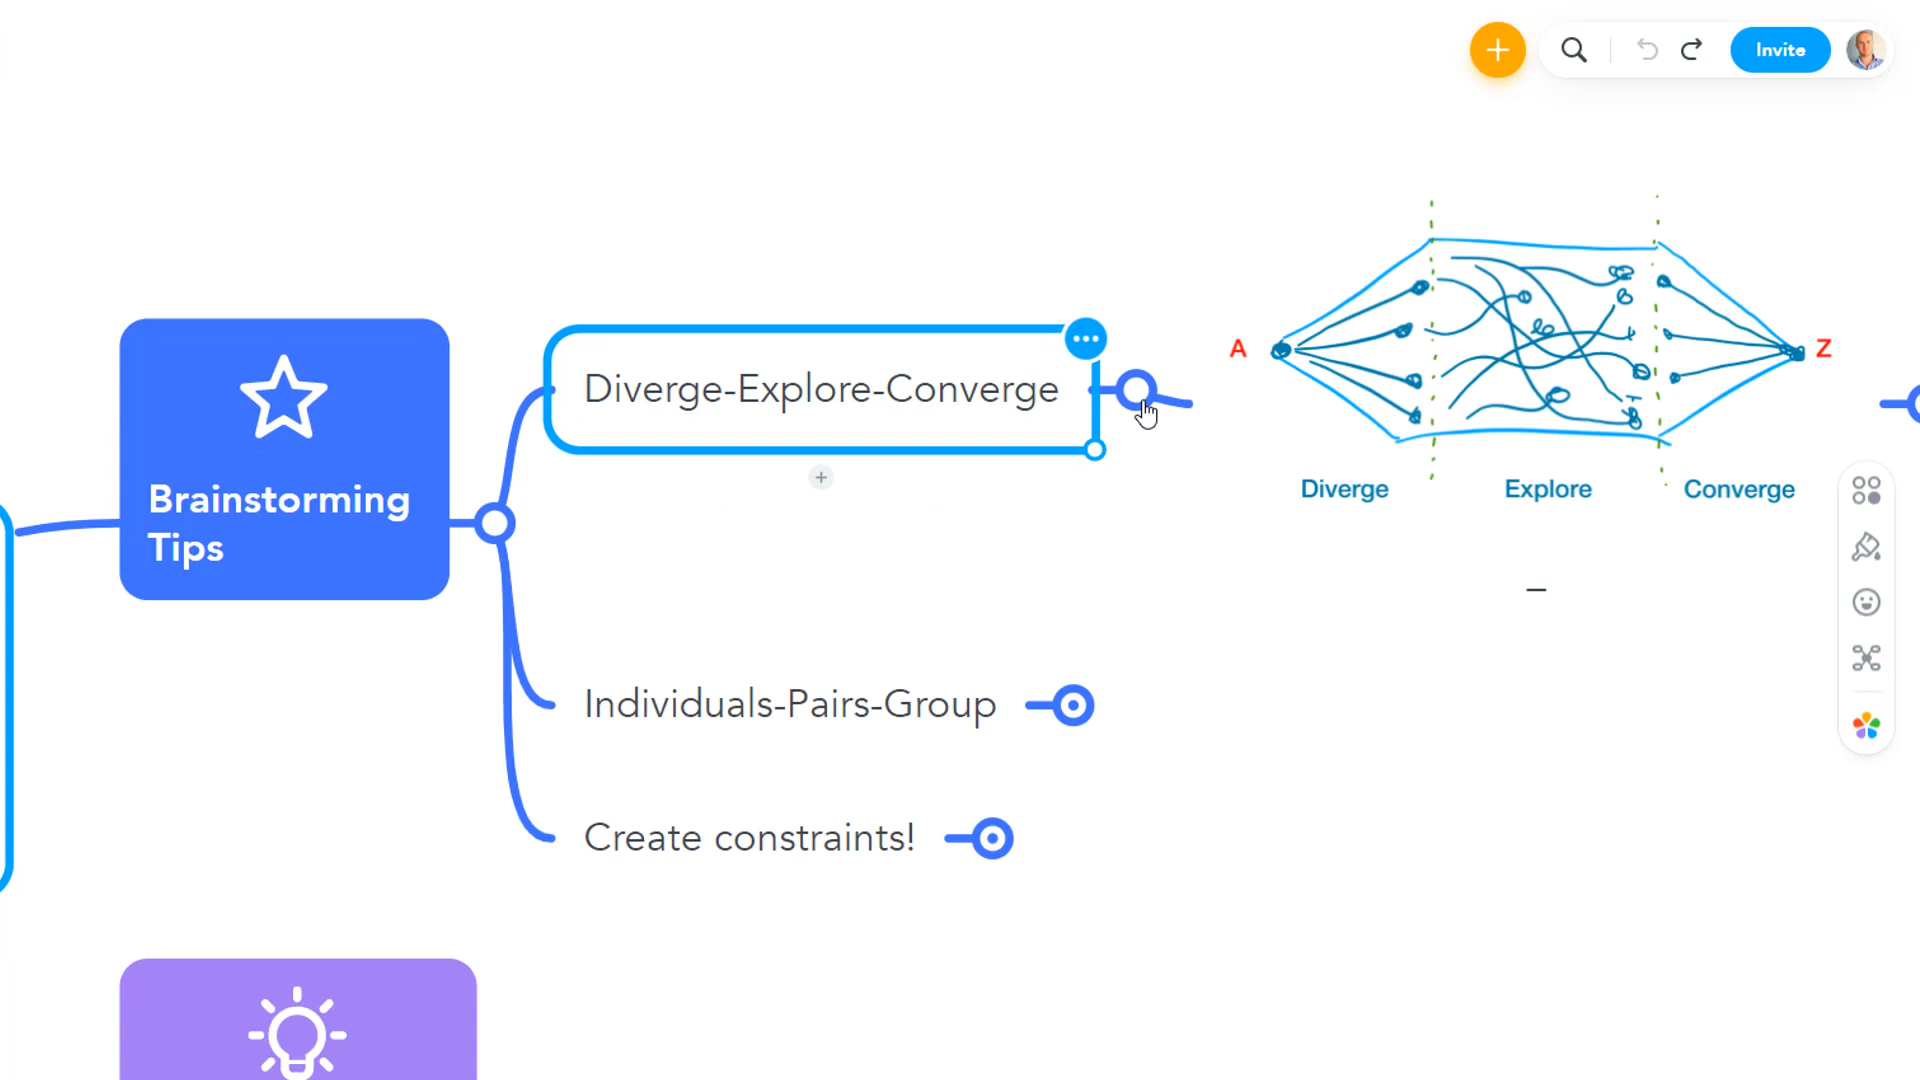 Invite
Brainstorming
Tips
Diverge-Explore-Converge
A
Z
Diverge
Explore
Converge
Individuals-Pairs-Group
Create constraints!